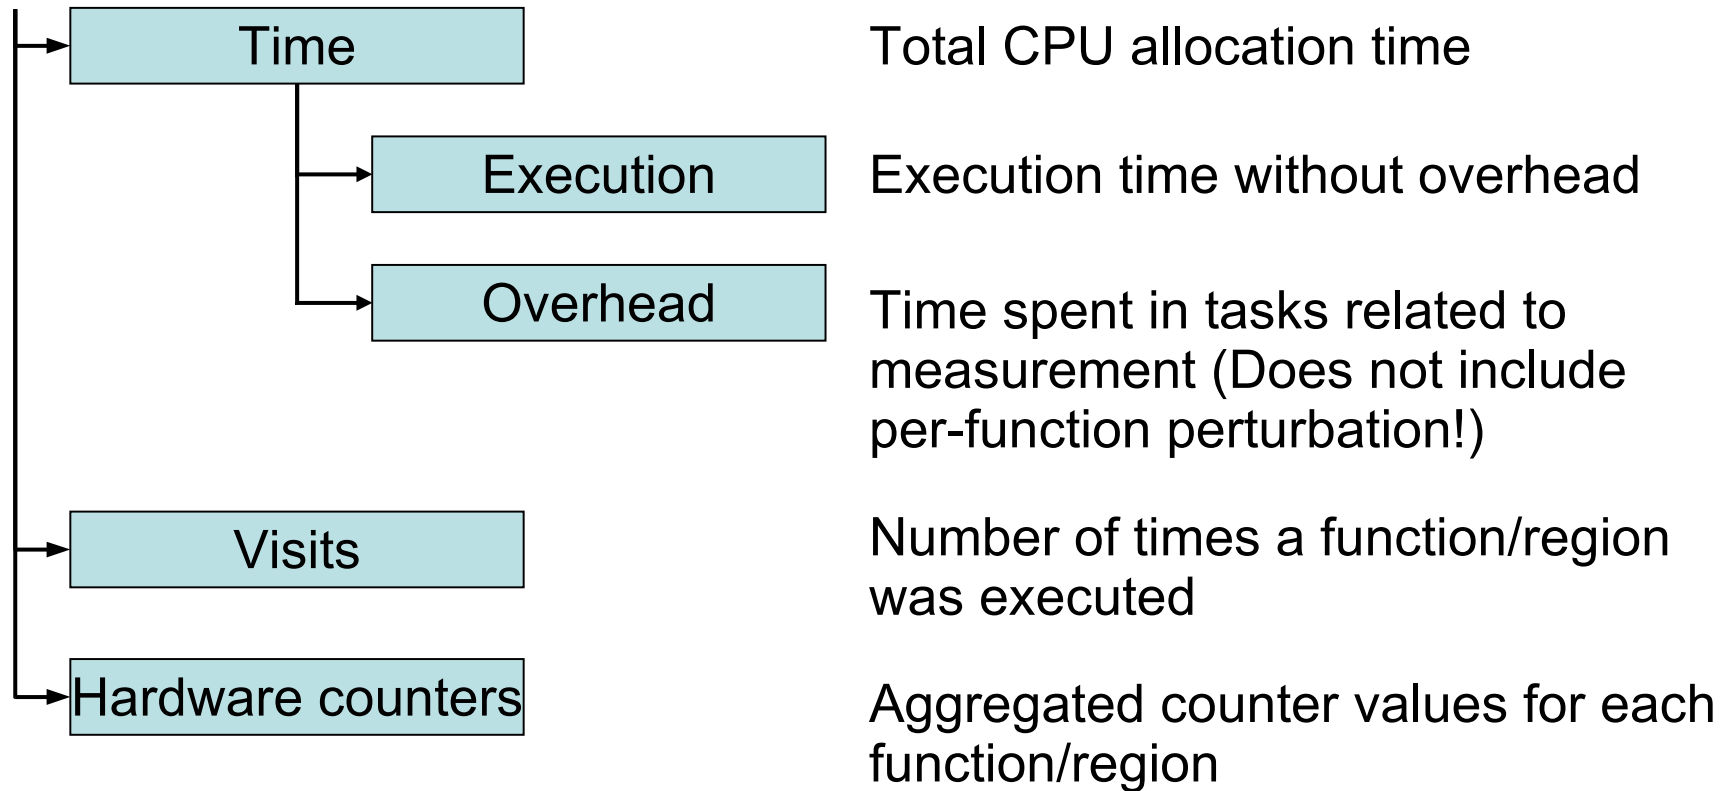 Time
Total CPU allocation time
Execution
Execution time without overhead
Overhead
Time spent in tasks related to
measurement (Does not include
per-function perturbation!)
Visits
Number of times a function/region
was executed
Hardware counters
Aggregated counter values for each
function/region